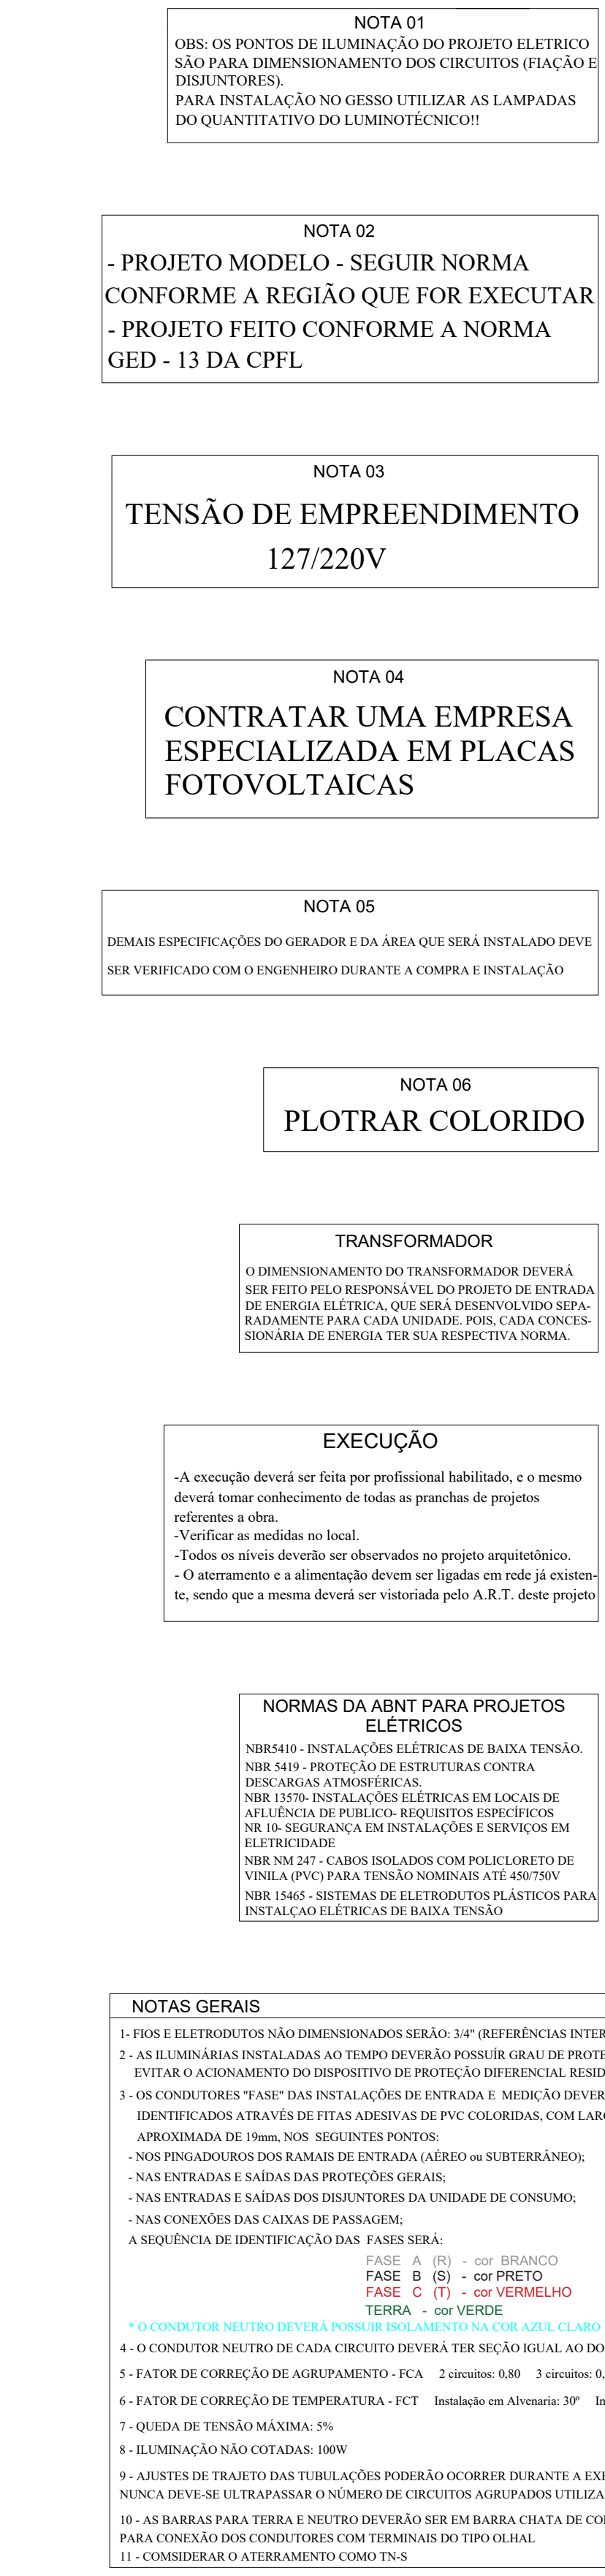 NOTA 01
OBS: OS PONTOS DE ILUMINAÇÃO DO PROJETO ELETRICO
SÃO PARA DIMENSIONAMENTO DOS CIRCUITOS (FIAÇÃO E
DISJUNTORES).
PARA INSTALAÇÃO NO GESSO UTILIZAR AS LAMPADAS
DO QUANTITATIVO DO LUMINOTÉCNICO!!
NOTA 02
- PROJETO MODELO - SEGUIR NORMA
CONFORME A REGIÃO QUE FOR EXECUTAR
- PROJETO FEITO CONFORME A NORMA
GED - 13 DA CPFL
NOTA 03
TENSÃO DE EMPREENDIMENTO
127/220V
NOTA 04
CONTRATAR UMA EMPRESA
ESPECIALIZADA EM PLACAS
FOTOVOLTAICAS
NOTA 05
DEMAIS ESPECIFICAÇÕES DO GERADOR E DA ÁREA QUE SERÁ INSTALADO DEVE
SER VERIFICADO COM O ENGENHEIRO DURANTE A COMPRA E INSTALAÇÃO
NOTA 06
PLOTRAR COLORIDO
TRANSFORMADOR
O DIMENSIONAMENTO DO TRANSFORMADOR DEVERÁ
SER FEITO PELO RESPONSÁVEL DO PROJETO DE ENTRADA
DE ENERGIA ELÉTRICA, QUE SERÁ DESENVOLVIDO SEPA-
RADAMENTE PARA CADA UNIDADE. POIS, CADA CONCES-
SIONÁRIA DE ENERGIA TER SUA RESPECTIVA NORMA.
EXECUÇÃO
-A execução deverá ser feita por profissional habilitado, e o mesmo
deverá tomar conhecimento de todas as pranchas de projetos
referentes a obra.
-Verificar as medidas no local.
-Todos os níveis deverão ser observados no projeto arquitetônico.
- O aterramento e a alimentação devem ser ligadas em rede já existen-
te, sendo que a mesma deverá ser vistoriada pelo A.R.T. deste projeto
NORMAS DA ABNT PARA PROJETOS
ELÉTRICOS
NBR5410 - INSTALAÇÕES ELÉTRICAS DE BAIXA TENSÃO.
NBR 5419 - PROTEÇÃO DE ESTRUTURAS CONTRA
DESCARGAS ATMOSFÉRICAS.
NBR 13570- INSTALAÇÕES ELÉTRICAS EM LOCAIS DE
AFLUÊNCIA DE PUBLICO- REQUISITOS ESPECÍFICOS
NR 10- SEGURANÇA EM INSTALAÇÕES E SERVIÇOS EM
ELETRICIDADE
NBR NM 247 - CABOS ISOLADOS COM POLICLORETO DE
VINILA (PVC) PARA TENSÃO NOMINAIS ATÉ 450/750V
NBR 15465 - SISTEMAS DE ELETRODUTOS PLÁSTICOS PARA
INSTALÇAO ELÉTRICAS DE BAIXA TENSÃO
NOTAS GERAIS
1- FIOS E ELETRODUTOS NÃO DIMENSIONADOS SERÃO: 3/4" (REFERÊNCIAS INTER
2 - AS ILUMINÁRIAS INSTALADAS AO TEMPO DEVERÃO POSSUÍR GRAU DE PROTE
EVITAR O ACIONAMENTO DO DISPOSITIVO DE PROTEÇÃO DIFERENCIAL RESID
3 - OS CONDUTORES "FASE" DAS INSTALAÇÕES DE ENTRADA E MEDIÇÃO DEVER
IDENTIFICADOS ATRAVÉS DE FITAS ADESIVAS DE PVC COLORIDAS, COM LARG
APROXIMADA DE 19mm, NOS SEGUINTES PONTOS:
- NOS PINGADOUROS DOS RAMAIS DE ENTRADA (AÉREO ou SUBTERRÂNEO);
- NAS ENTRADAS E SAÍDAS DAS PROTEÇÕES GERAIS;
- NAS ENTRADAS E SAÍDAS DOS DISJUNTORES DA UNIDADE DE CONSUMO;
- NAS CONEXÕES DAS CAIXAS DE PASSAGEM;
A SEQUÊNCIA DE IDENTIFICAÇÃO DAS FASES SERÁ:
FASE A (R) - cor BRANCO
FASE B (S) - cor PRETO
FASE C (T) - cor VERMELHO
TERRA - cor VERDE
* O CONDUTOR NEUTRO DEVERÁ POSSUIR ISOLAMENTO NA COR AZUL CLARO
4 - O CONDUTOR NEUTRO DE CADA CIRCUITO DEVERÁ TER SEÇÃO IGUAL AO DO
5 - FATOR DE CORREÇÃO DE AGRUPAMENTO - FCA 2 circuitos: 0,80 3 circuitos: 0,
6 - FATOR DE CORREÇÃO DE TEMPERATURA - FCT Instalação em Alvenaria: 30º In
7 - QUEDA DE TENSÃO MÁXIMA: 5%
8 - ILUMINAÇÃO NÃO COTADAS: 100W
9 - AJUSTES DE TRAJETO DAS TUBULAÇÕES PODERÃO OCORRER DURANTE A EXE
NUNCA DEVE-SE ULTRAPASSAR O NÚMERO DE CIRCUITOS AGRUPADOS UTILIZA
10 - AS BARRAS PARA TERRA E NEUTRO DEVERÃO SER EM BARRA CHATA DE CO
PARA CONEXÃO DOS CONDUTORES COM TERMINAIS DO TIPO OLHAL
11 - COMSIDERAR O ATERRAMENTO COMO TN-S